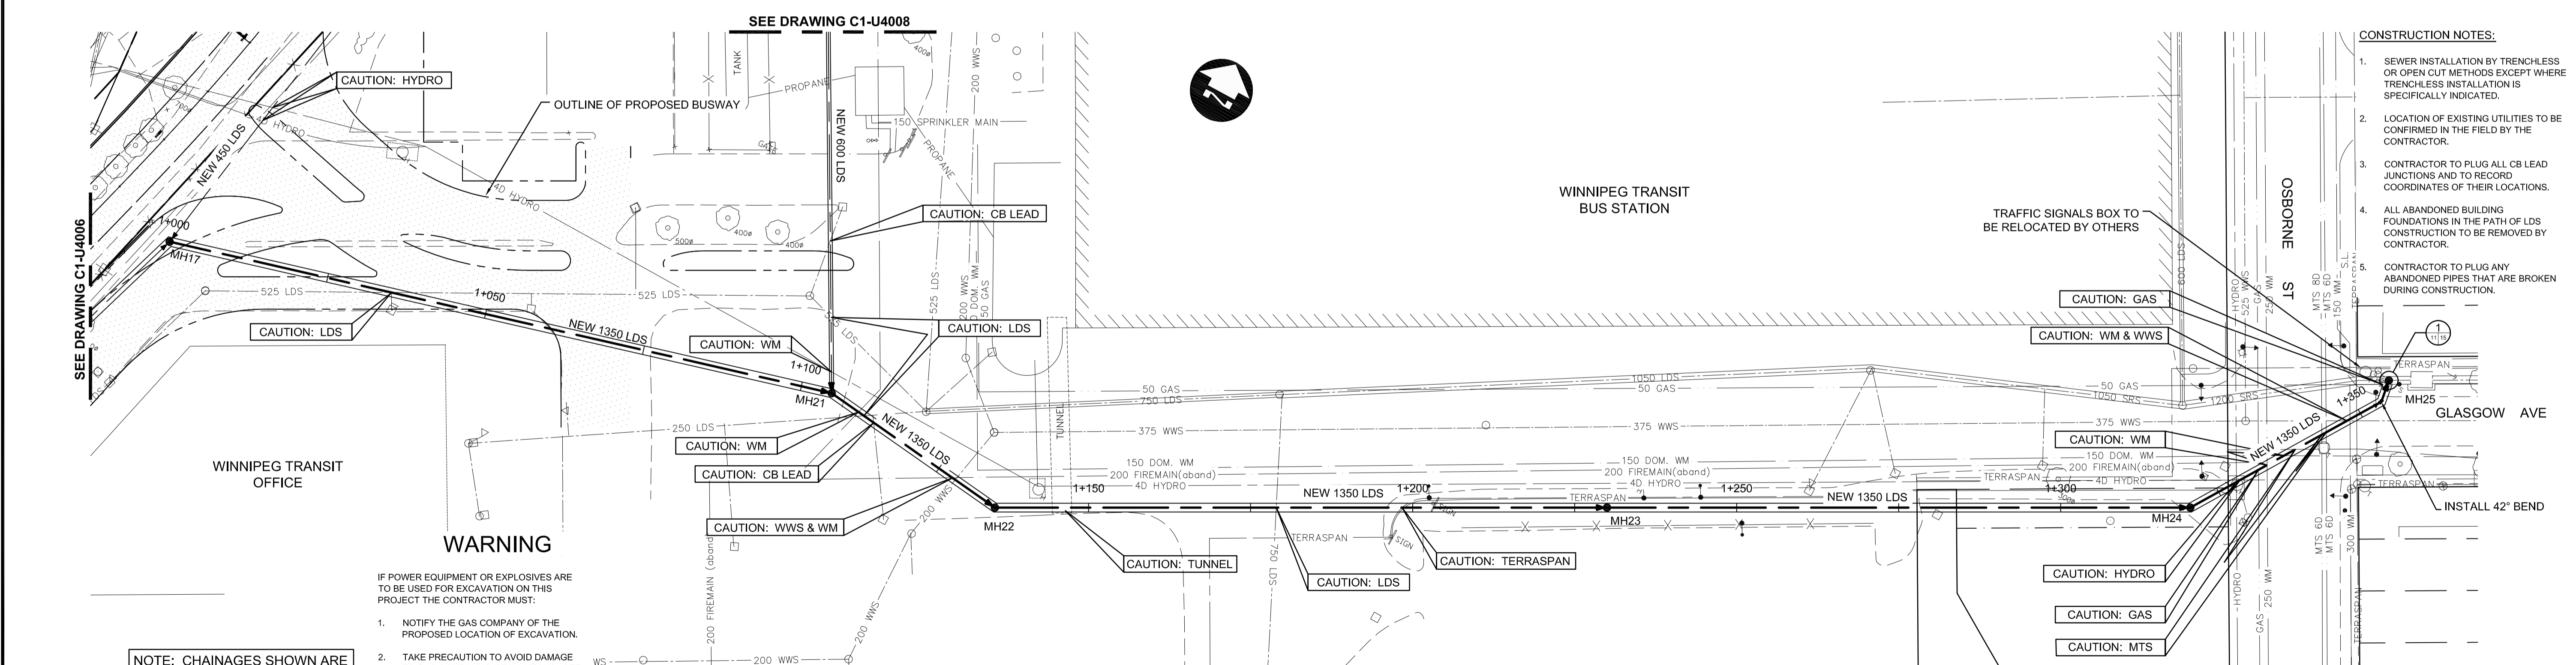 SEE DRAWING C1-U4008
SEE DRAWING C1-U4006
CAUTION: HYDRO
OUTLINE OF PROPOSED BUSWAY
4D HYDRO
4D HYDRO
NEW 450 LDS
TANK
PROPANE
150 SPRINKLER MAIN
PROPANE
GAS
NEW 600 LDS
200 WWS
400ø
700ø
CAUTION: CB LEAD
500ø
400ø
400ø
1+000
MH17
525 LDS
1+050
525 LDS
CAUTION: LDS
NEW 1350 LDS
CAUTION: WM
1+100
MH21
525 LDS
200 WWS
50 GAS
CAUTION: LDS
250 LDS
CAUTION: WM
CAUTION: CB LEAD
NEW 1350 LDS
CAUTION: WWS & WM
200 WWS
MH22
TUNNEL
WINNIPEG TRANSIT
OFFICE
WINNIPEG TRANSIT
BUS STATION
50 GAS
750 LDS
1050 LDS
50 GAS
375 WWS
375 WWS
150 DOM. WM
200 FIREMAIN(aband)
4D HYDRO
150 DOM. WM
200 FIREMAIN(aband)
4D HYDRO
1+150
NEW 1350 LDS
1+200
TERRASPAN
1+250
NEW 1350 LDS
1+300
MH23
SIGN
SIGN
TERRASPAN
CAUTION: TUNNEL
750 LDS
CAUTION: LDS
CAUTION: TERRASPAN
200 FIREMAIN (aband)
200 WWS
200 WWS
WS
TRAFFIC SIGNALS BOX TO
BE RELOCATED BY OTHERS
OSBORNE ST
600 LDS
HYDRO
525 WWS
GAS
250 WM
MTS 8D
MTS 6D
150 WM
S.L.
TERRASPAN
CAUTION: GAS
CAUTION: WM & WWS
50 GAS
1050 SRS
1200 SRS
375 WWS
CAUTION: WM
150 DOM. WM
200 FIREMAIN(aband)
4D HYDRO
TERRASPAN
300ø
MH24
NEW 1350 LDS
1+350
MH25
TERRASPAN
GLASGOW AVE
TERRASPAN
INSTALL 42° BEND
1
11 15
CAUTION: HYDRO
CAUTION: GAS
CAUTION: MTS
HYDRO
GAS
250 WM
MTS 6D
MTS 6D
300 WM
TERRASPAN
CONSTRUCTION NOTES:
1. SEWER INSTALLATION BY TRENCHLESS
OR OPEN CUT METHODS EXCEPT WHERE
TRENCHLESS INSTALLATION IS
SPECIFICALLY INDICATED.
2. LOCATION OF EXISTING UTILITIES TO BE
CONFIRMED IN THE FIELD BY THE
CONTRACTOR.
3. CONTRACTOR TO PLUG ALL CB LEAD
JUNCTIONS AND TO RECORD
COORDINATES OF THEIR LOCATIONS.
4. ALL ABANDONED BUILDING
FOUNDATIONS IN THE PATH OF LDS
CONSTRUCTION TO BE REMOVED BY
CONTRACTOR.
5. CONTRACTOR TO PLUG ANY
ABANDONED PIPES THAT ARE BROKEN
DURING CONSTRUCTION.
WARNING
IF POWER EQUIPMENT OR EXPLOSIVES ARE
TO BE USED FOR EXCAVATION ON THIS
PROJECT THE CONTRACTOR MUST:
1. NOTIFY THE GAS COMPANY OF THE
PROPOSED LOCATION OF EXCAVATION.
2. TAKE PRECAUTION TO AVOID DAMAGE
NOTE: CHAINAGES SHOWN ARE